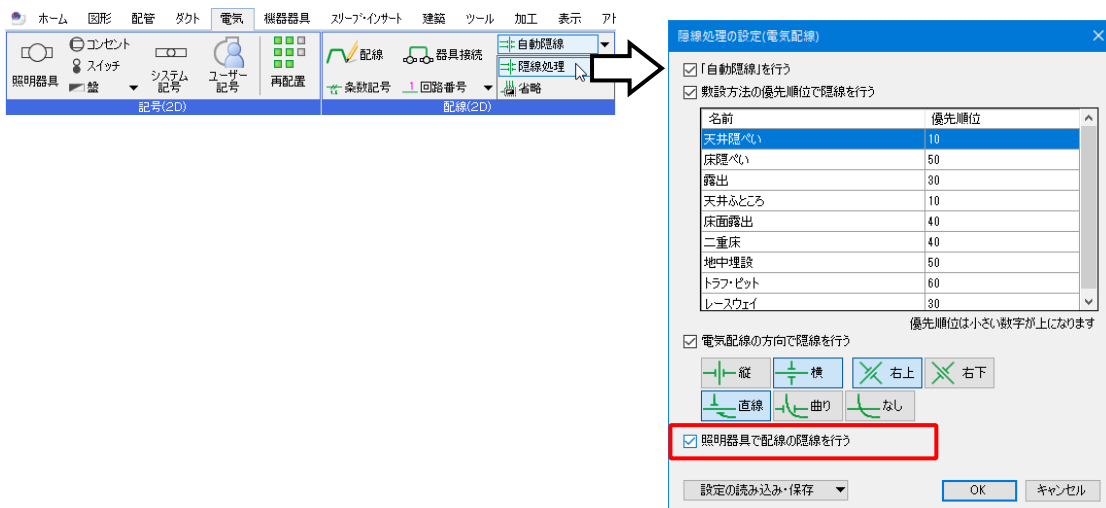 ホーム 図形 配管 ダクト 電気 機器器具 スリーブ・インサート 建築 ツール 加工 表示 アト
照明器具
コンセント
スイッチ
盤
システム
記号
ユーザー
記号
再配置
記号(2D)
配線 器具接続
条数記号 回路番号
自動隠線
隠線処理
省略
配線(2D)
隠線処理の設定(電気配線)
「自動隠線」を行う
敷設方法の優先順位で隠線を行う
名前 優先順位
天井隠ぺい 10
床隠ぺい 50
露出 30
天井ふところ 10
床面露出 40
二重床 40
地中埋設 50
トラフ・ピット 60
レースウェイ 30
優先順位は小さい数字が上になります
電気配線の方向で隠線を行う
縦 横 右上 右下
直線 曲り なし
照明器具で配線の隠線を行う
設定の読み込み・保存 OK キャンセル